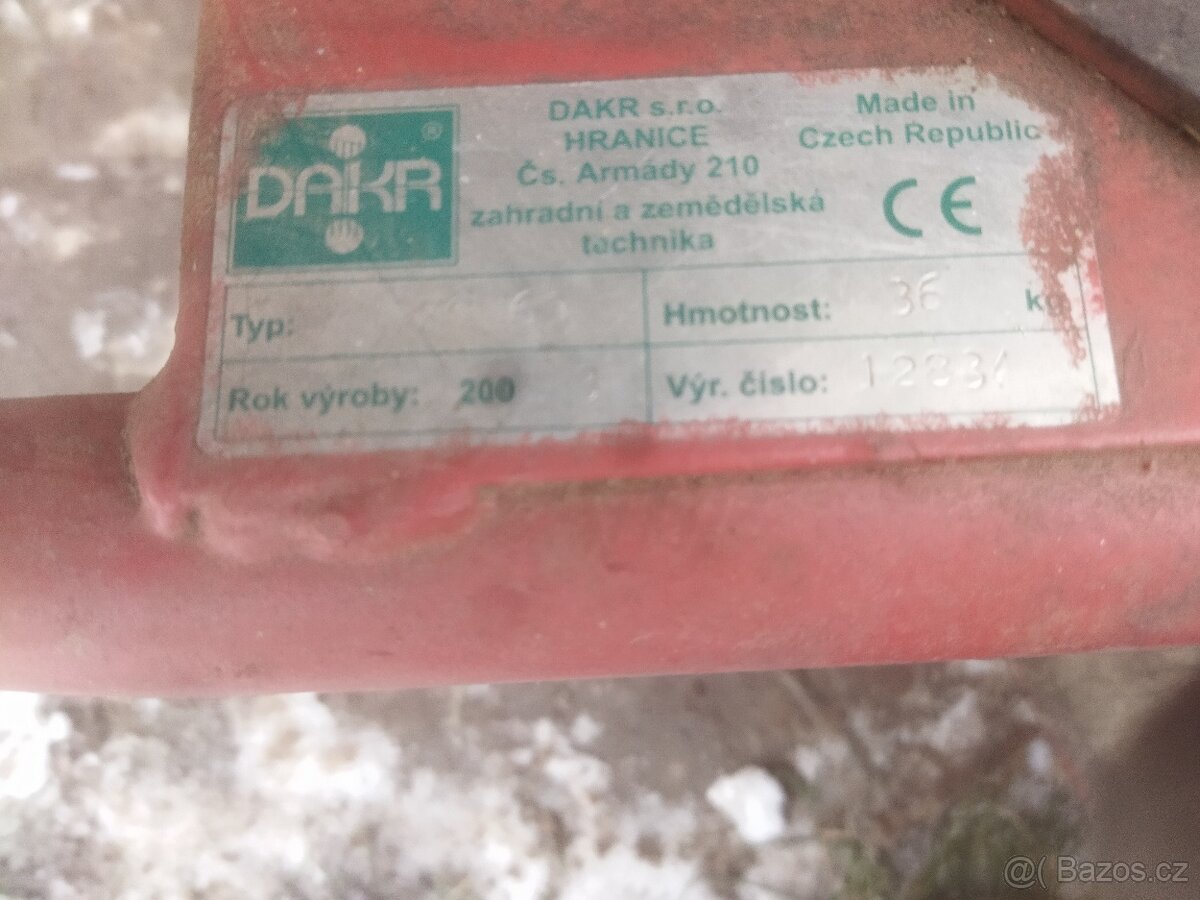 DAKR ®
DAKR s.r.o.
HRANICE
Čs. Armády 210
zahradní a zemědělská
technika
Made in
Czech Republic
CE
Typ:
Hmotnost: 36 kg
Rok výroby: 200
Výr. číslo:
@( Bazos.cz